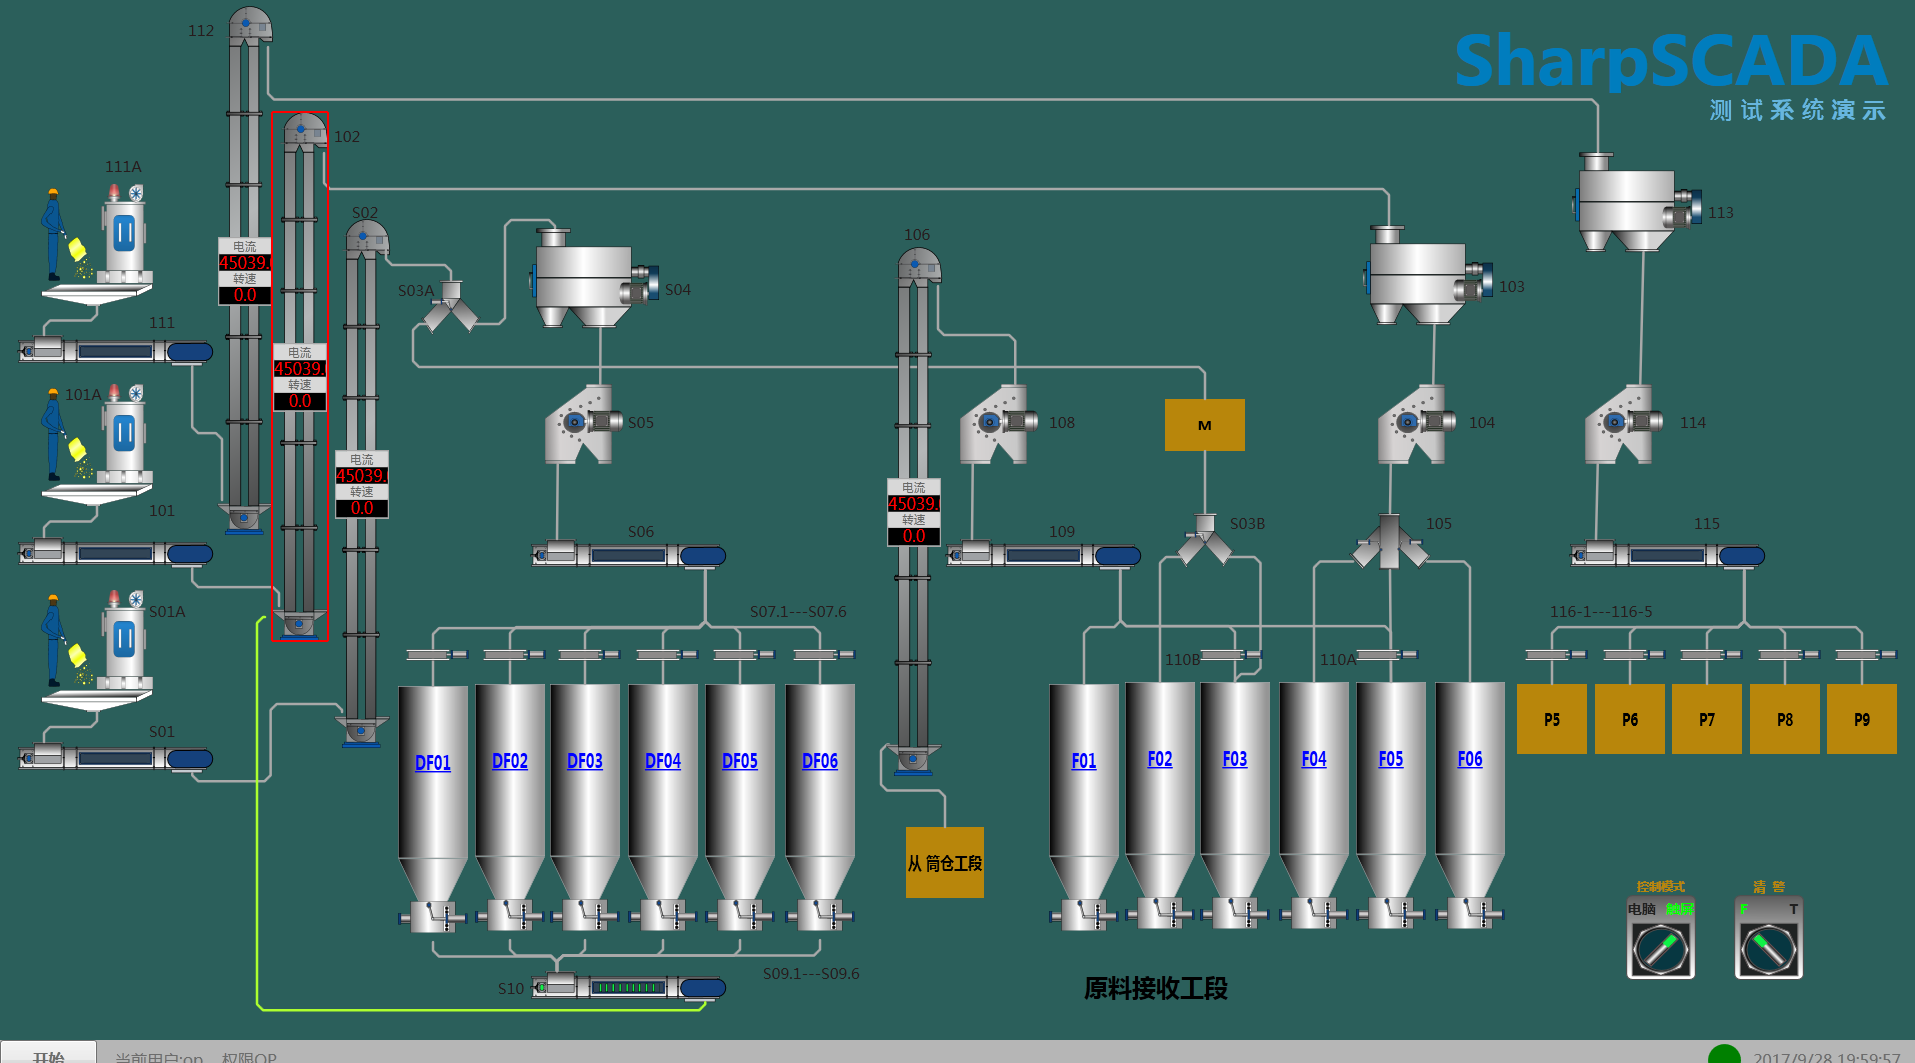 112
SharpSCADA
测试系统演示
102
111A
S02
113
电流
45039.
转速
0.0
106
S03A
S04
103
111
电流
45039.
转速
0.0
101A
S05
108
M
104
114
电流
45039.
转速
0.0
电流
45039.
转速
0.0
101
S06
109
S03B
105
115
S01A
S07.1---S07.6
116-1---116-5
110B
110A
S01
P5
P6
P7
P8
P9
DF01
DF02
DF03
DF04
DF05
DF06
F01
F02
F03
F04
F05
F06
从 筒仓工段
控制模式
清 警
电脑 触屏
F T
S09.1---S09.6
S10
原料接收工段
开始
当前用户:op 权限OP
2017/9/28 19:59:57